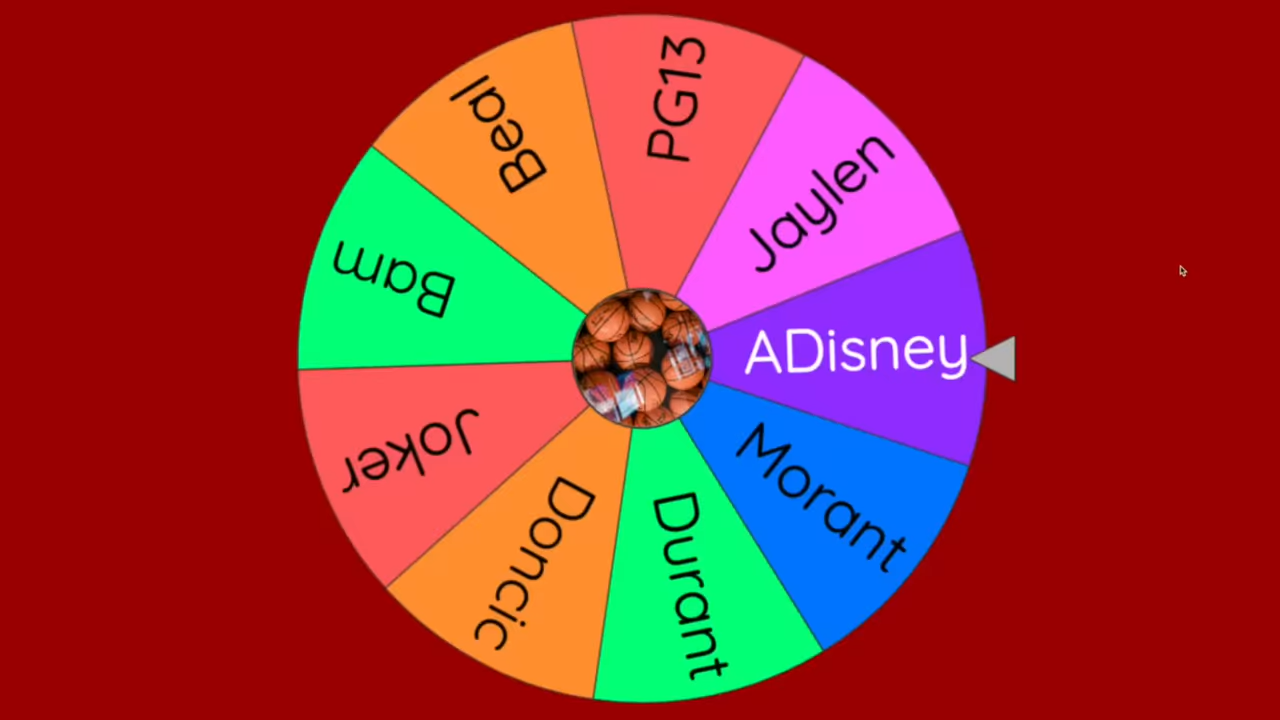 PG13
Jaylen
ADisney
Morant
Durant
Doncic
Joker
Bam
Beal